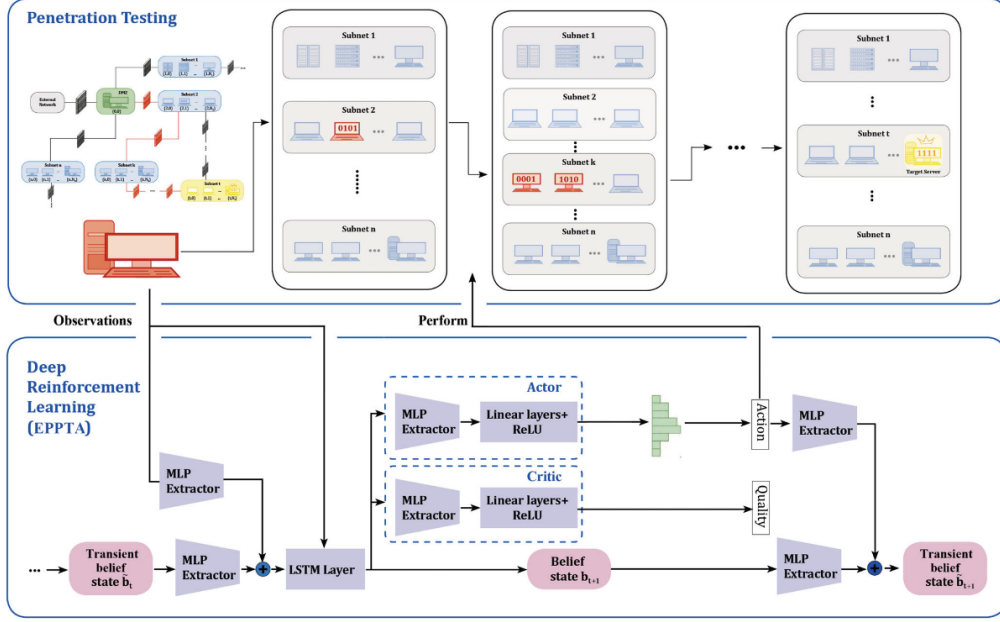 Penetration Testing
Subnet 1
Subnet 2
0101
Subnet n
Subnet 1
Subnet 2
Subnet k
0001 1010
Subnet n
Subnet 1
Subnet t
1111
Target Server
Subnet n
External
Network
DMZ
Subnet 2
Subnet n
Subnet k
Subnet t
Observations
Perform
Deep
Reinforcement
Learning
(EPPTA)
Actor
MLP
Extractor
Linear layers+
ReLU
Action
MLP
Extractor
Critic
MLP
Extractor
Linear layers+
ReLU
Quality
MLP
Extractor
Transient
belief
state b̃t
MLP
Extractor
LSTM Layer
Belief
state bt+1
MLP
Extractor
Transient
belief
state b̃t+1